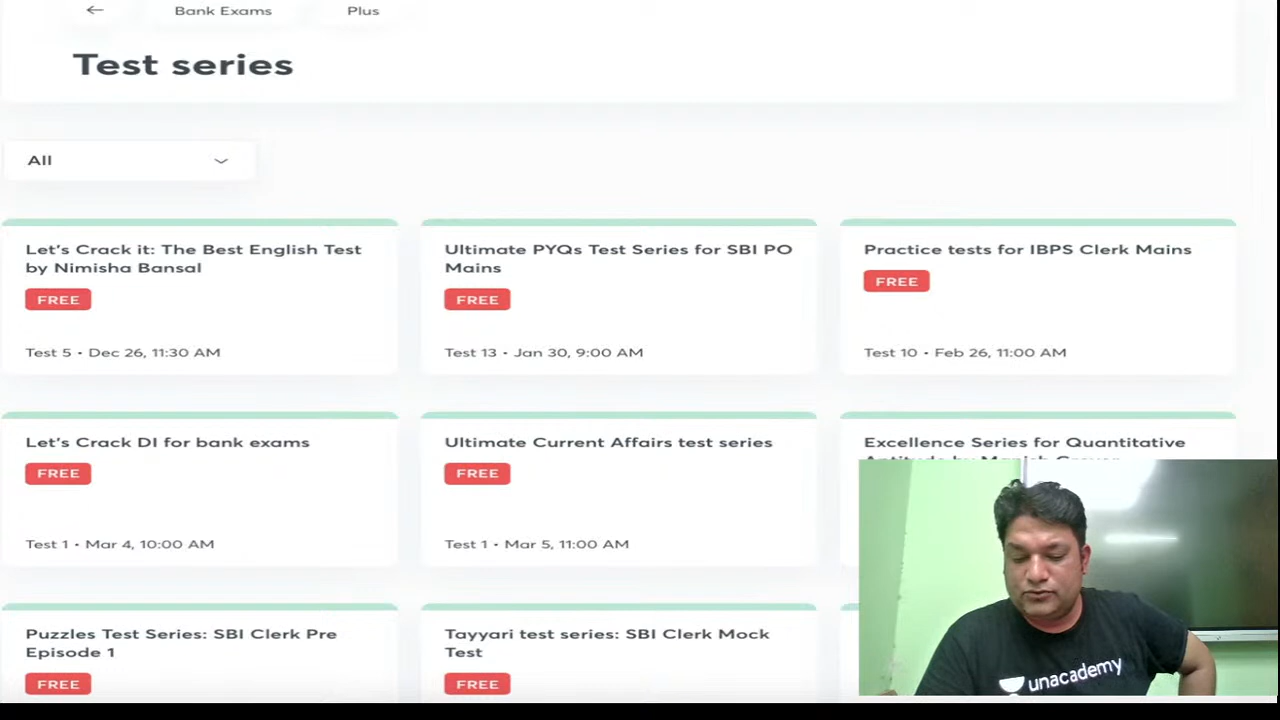 Bank Exams
Plus
Test series
All
Let's Crack it: The Best English Test
by Nimisha Bansal
FREE
Test 5 • Dec 26, 11:30 AM
Ultimate PYQs Test Series for SBI PO
Mains
FREE
Test 13 • Jan 30, 9:00 AM
Practice tests for IBPS Clerk Mains
FREE
Test 10 • Feb 26, 11:00 AM
Let's Crack DI for bank exams
FREE
Test 1 • Mar 4, 10:00 AM
Ultimate Current Affairs test series
FREE
Test 1 • Mar 5, 11:00 AM
Excellence Series for Quantitative
Puzzles Test Series: SBI Clerk Pre
Episode 1
FREE
Tayyari test series: SBI Clerk Mock
Test
FREE
unacademy